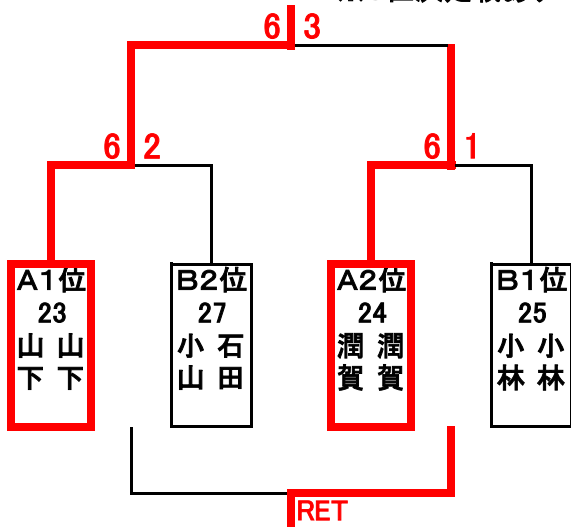 6 3
6 2
6 1
A1位
23
山 山
下 下
B2位
27
小 石
山 田
A2位
24
潤 潤
賀 賀
B1位
25
小 小
林 林
RET